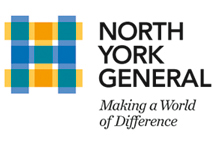 NORTH
YORK
GENERAL
Making a World
of Difference